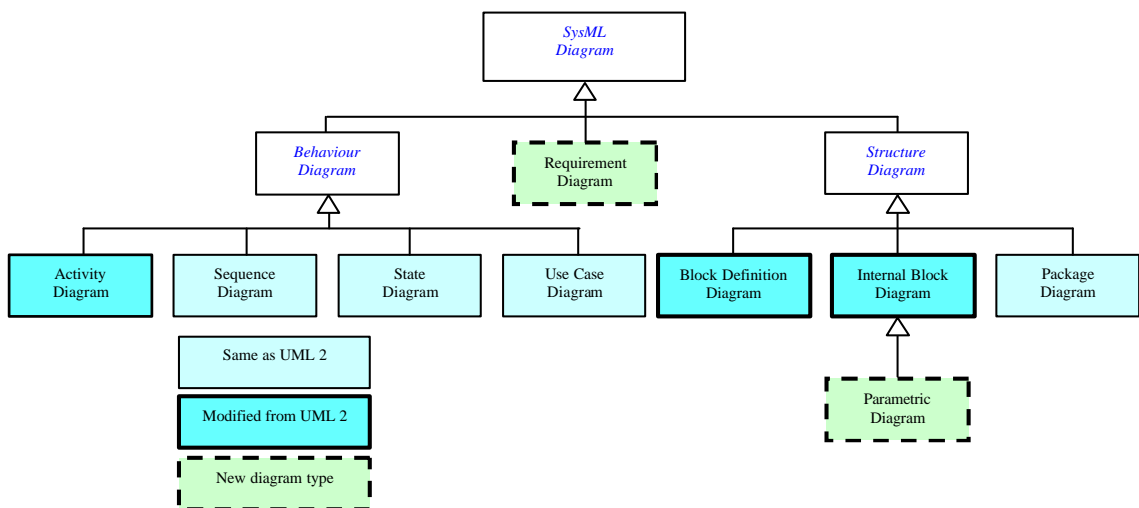 SysML
Diagram
Behaviour
Diagram
Requirement
Diagram
Structure
Diagram
Activity
Diagram
Sequence
Diagram
State
Diagram
Use Case
Diagram
Block Definition
Diagram
Internal Block
Diagram
Package
Diagram
Same as UML 2
Modified from UML 2
New diagram type
Parametric
Diagram